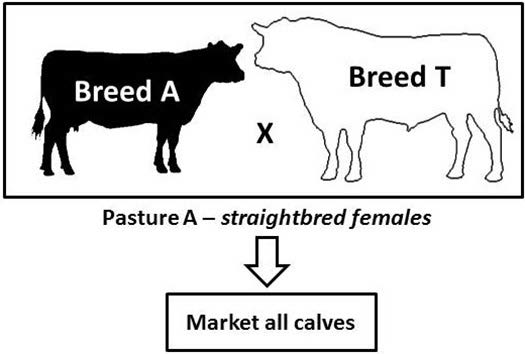 Breed A
Breed T
X
Pasture A – straightbred females
Market all calves